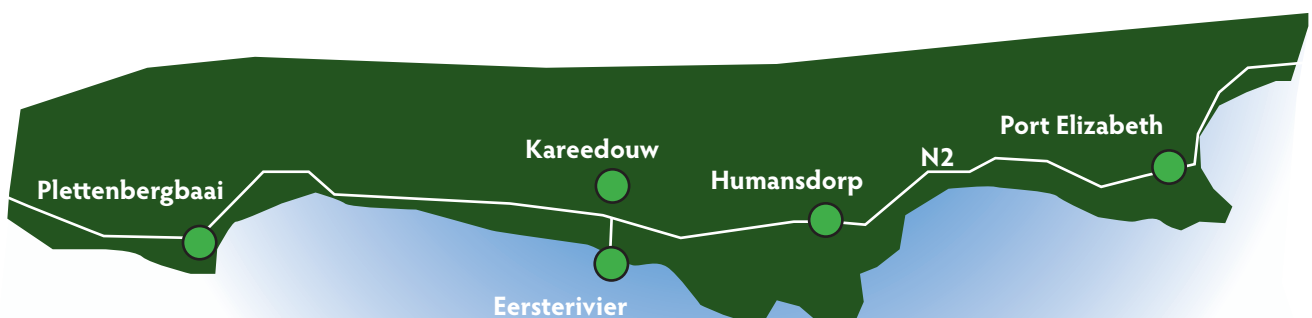 Port Elizabeth
Kareedouw
N2
Humansdorp
Plettenbergbaai
Eersterivier